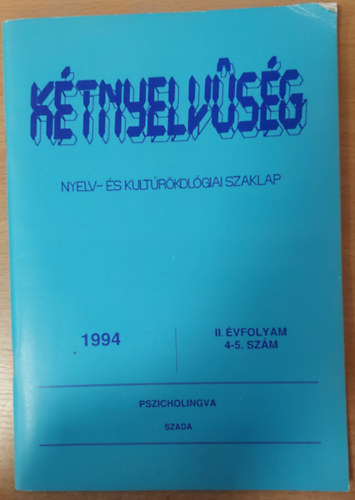 KÉTNYELVŰSÉG
NYELV- ÉS KULTÚRÖKOLÓGIAI SZAKLAP
1994
II. ÉVFOLYAM
4-5. SZÁM
PSZICHOLINGVA
SZADA